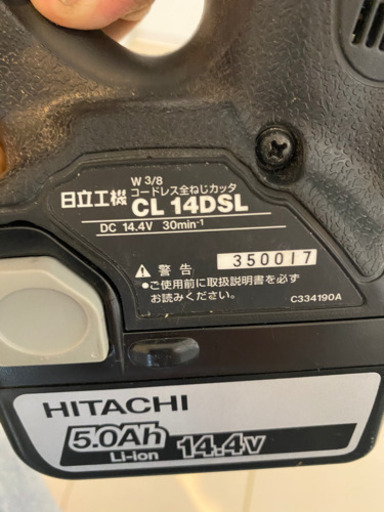 W 3/8
コードレス全ねじカッタ
日立工機 CL 14DSL
DC 14.4V 30min⁻¹
⚠ 警告
350017
●ご使用前に取扱説明書を必ず
お読みください。
C334190A
HITACHI
5.0Ah 14.4V
Li-ion